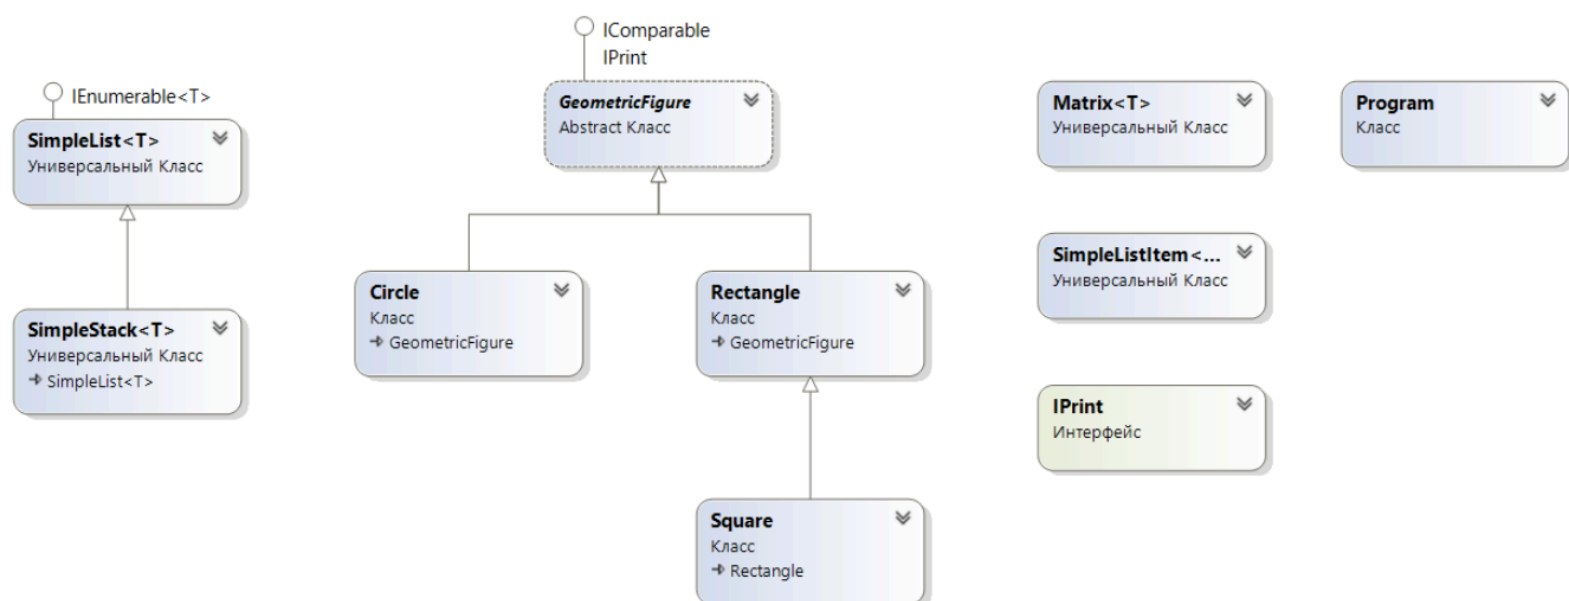 IEnumerable<T>
SimpleList<T>
Универсальный Класс
SimpleStack<T>
Универсальный Класс
SimpleList<T>
IComparable
IPrint
GeometricFigure
Abstract Класс
Circle
Класс
GeometricFigure
Rectangle
Класс
GeometricFigure
Square
Класс
Rectangle
Matrix<T>
Универсальный Класс
SimpleListItem<...
Универсальный Класс
IPrint
Интерфейс
Program
Класс